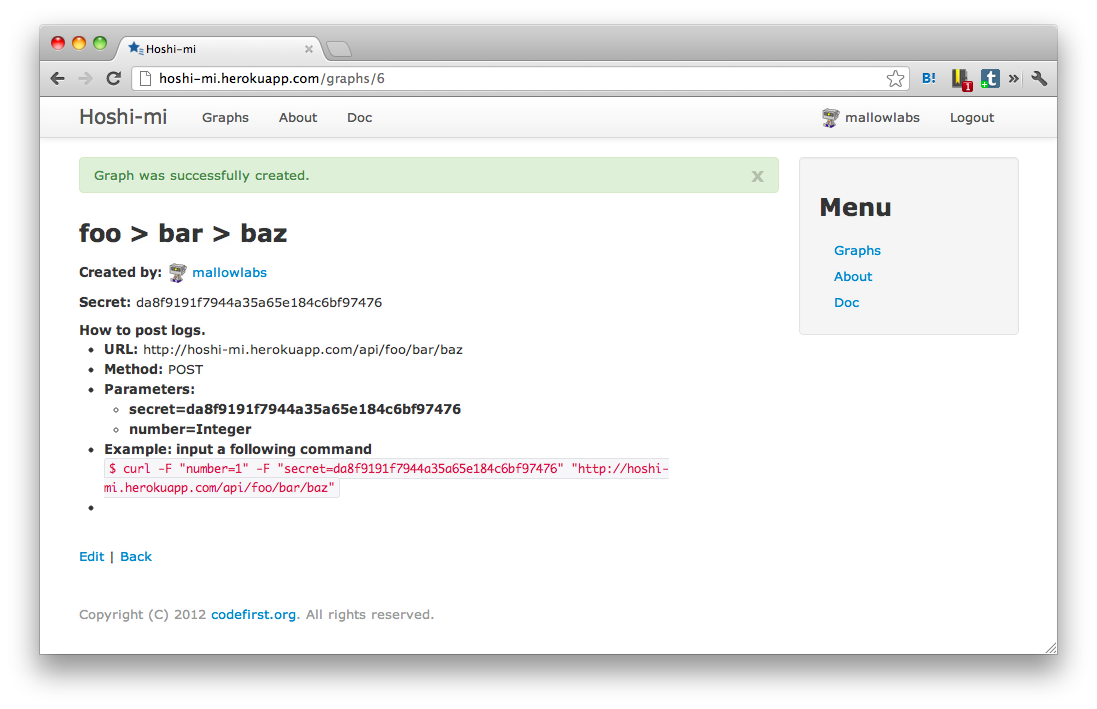 Hoshi-mi
hoshi-mi.herokuapp.com/graphs/6
B!
1
t
Hoshi-mi
Graphs
About
Doc
mallowlabs
Logout
Graph was successfully created.
x
foo > bar > baz
Created by: mallowlabs
Secret: da8f9191f7944a35a65e184c6bf97476
How to post logs.
• URL: http://hoshi-mi.herokuapp.com/api/foo/bar/baz
• Method: POST
• Parameters:
◦ secret=da8f9191f7944a35a65e184c6bf97476
◦ number=Integer
• Example: input a following command
$ curl -F "number=1" -F "secret=da8f9191f7944a35a65e184c6bf97476" "http://hoshi-
mi.herokuapp.com/api/foo/bar/baz"
•
Edit | Back
Menu
Graphs
About
Doc
Copyright (C) 2012 codefirst.org. All rights reserved.